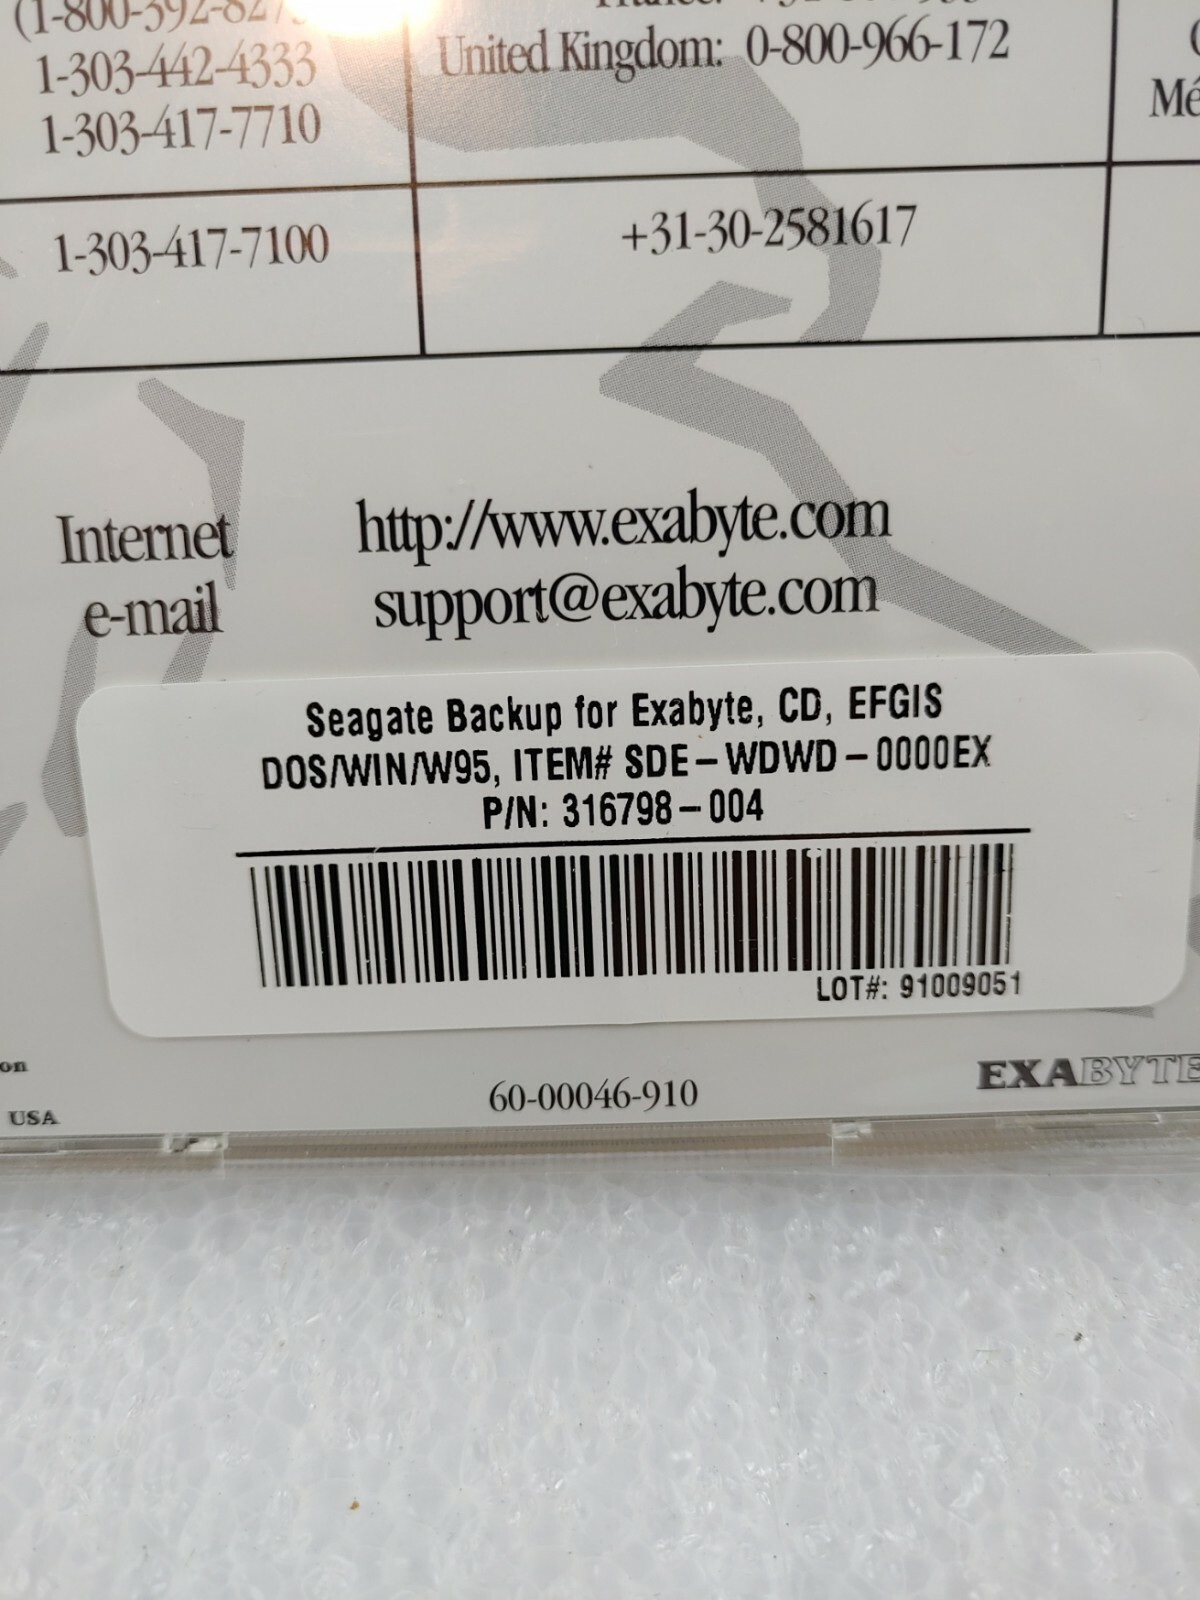 1-303-442-4333
1-303-417-7710
United Kingdom: 0-800-966-172
1-303-417-7100
+31-30-2581617
Internet http://www.exabyte.com
e-mail support@exabyte.com
Seagate Backup for Exabyte, CD, EFGIS
DOS/WIN/W95, ITEM# SDE-WDWD-0000EX
P/N: 316798-004
LOT#: 91009051
60-00046-910
EXABYTE
USA